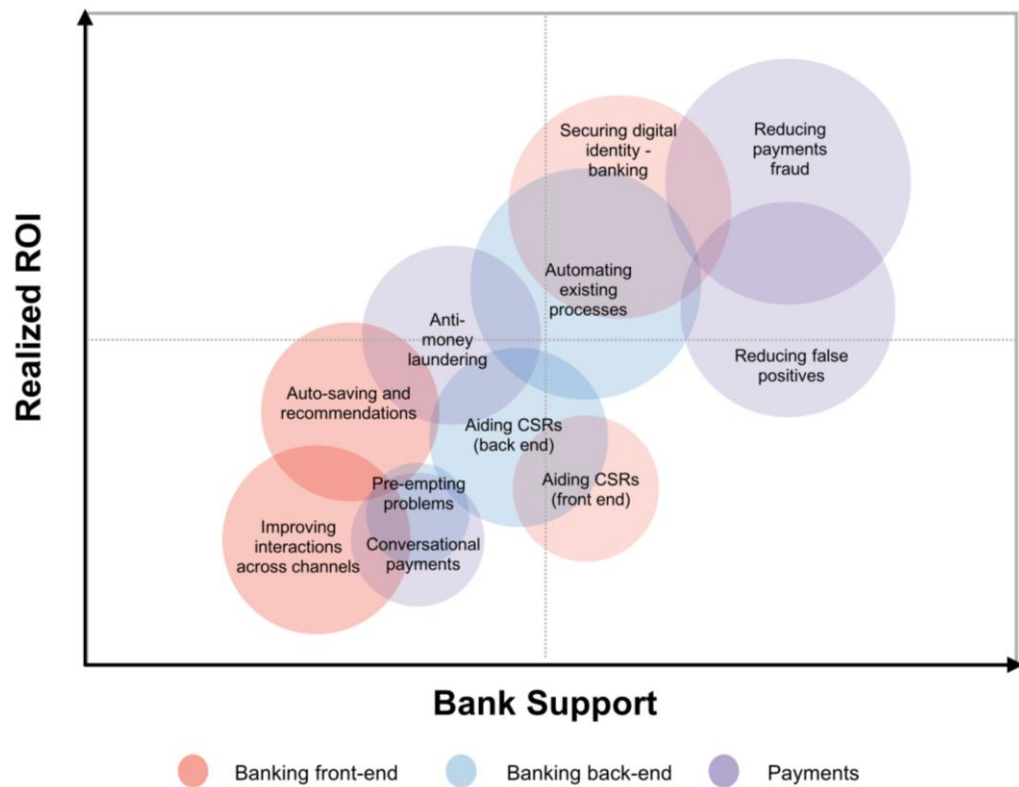 Realized ROI
Securing digital
identity -
banking
Reducing
payments
fraud
Automating
existing
processes
Anti-
money
laundering
Reducing false
positives
Auto-saving and
recommendations
Aiding CSRs
(back end)
Aiding CSRs
(front end)
Pre-empting
problems
Improving
interactions
across channels
Conversational
payments
Bank Support
Banking front-end
Banking back-end
Payments